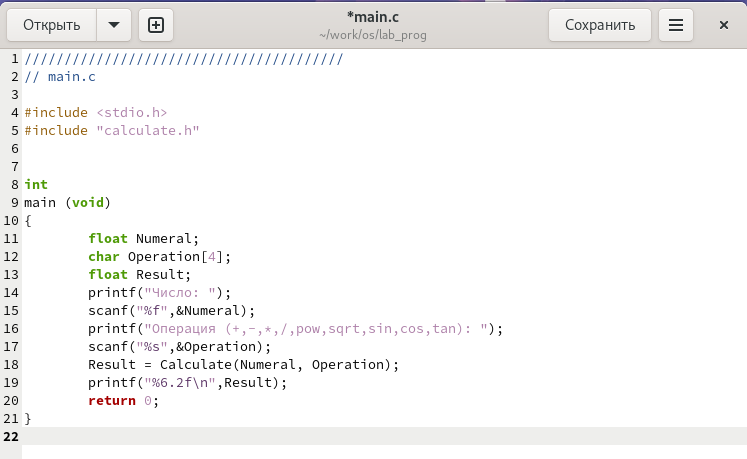 Открыть
*main.c
~/work/os/lab_prog
Сохранить
1 ////////////////////////////////////////
2 // main.c
3
4 #include <stdio.h>
5 #include "calculate.h"
6
7
8 int
9 main (void)
10 {
11         float Numeral;
12         char Operation[4];
13         float Result;
14         printf("Число: ");
15         scanf("%f",&Numeral);
16         printf("Операция (+,-,*,/,pow,sqrt,sin,cos,tan): ");
17         scanf("%s",&Operation);
18         Result = Calculate(Numeral, Operation);
19         printf("%6.2f\n",Result);
20         return 0;
21 }
22